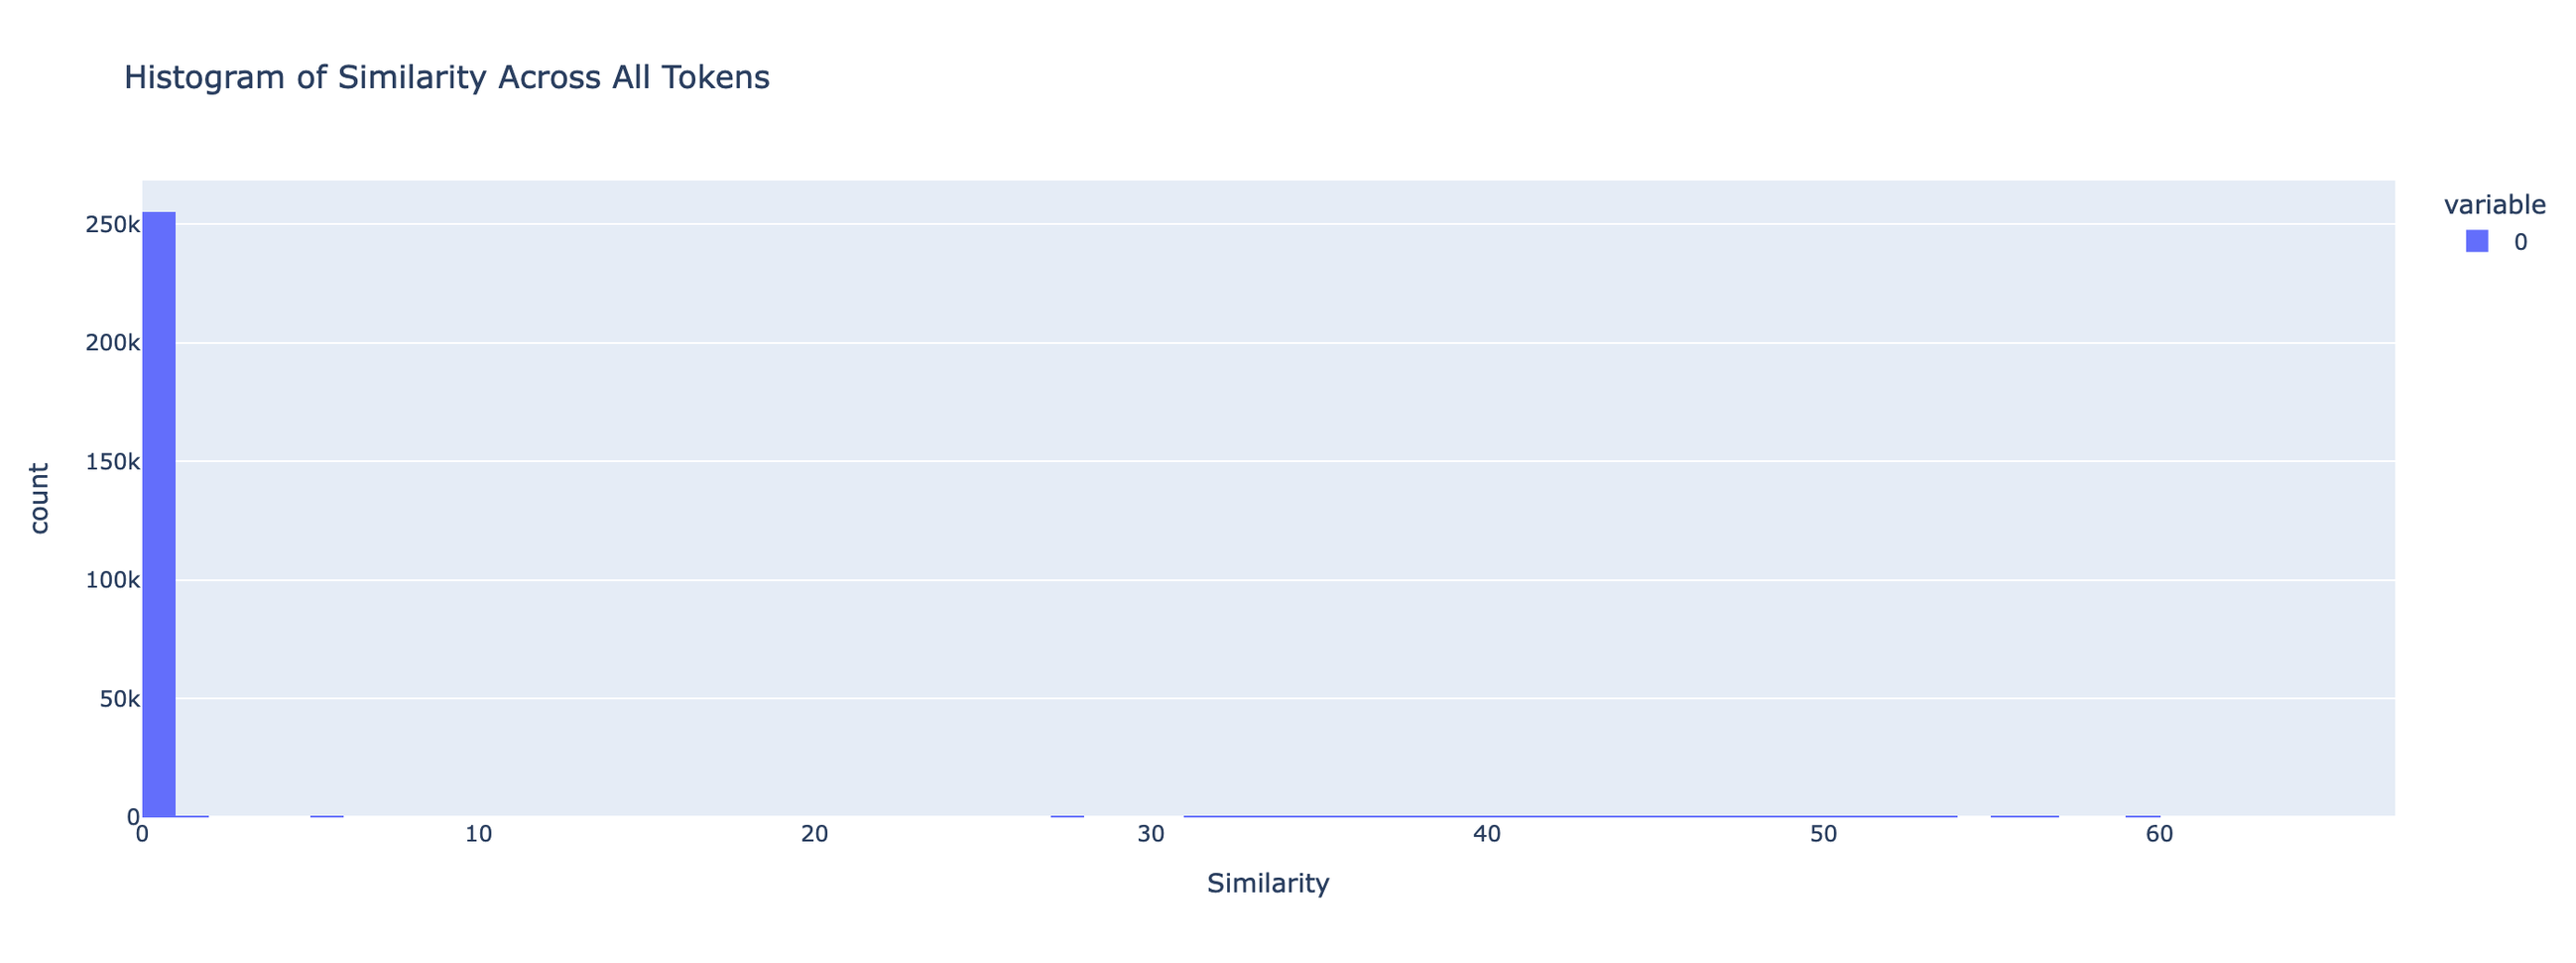 Histogram of Similarity Across All Tokens
variable
0
250k
200k
150k
100k
50k
0
count
0 10 20 30 40 50 60
Similarity